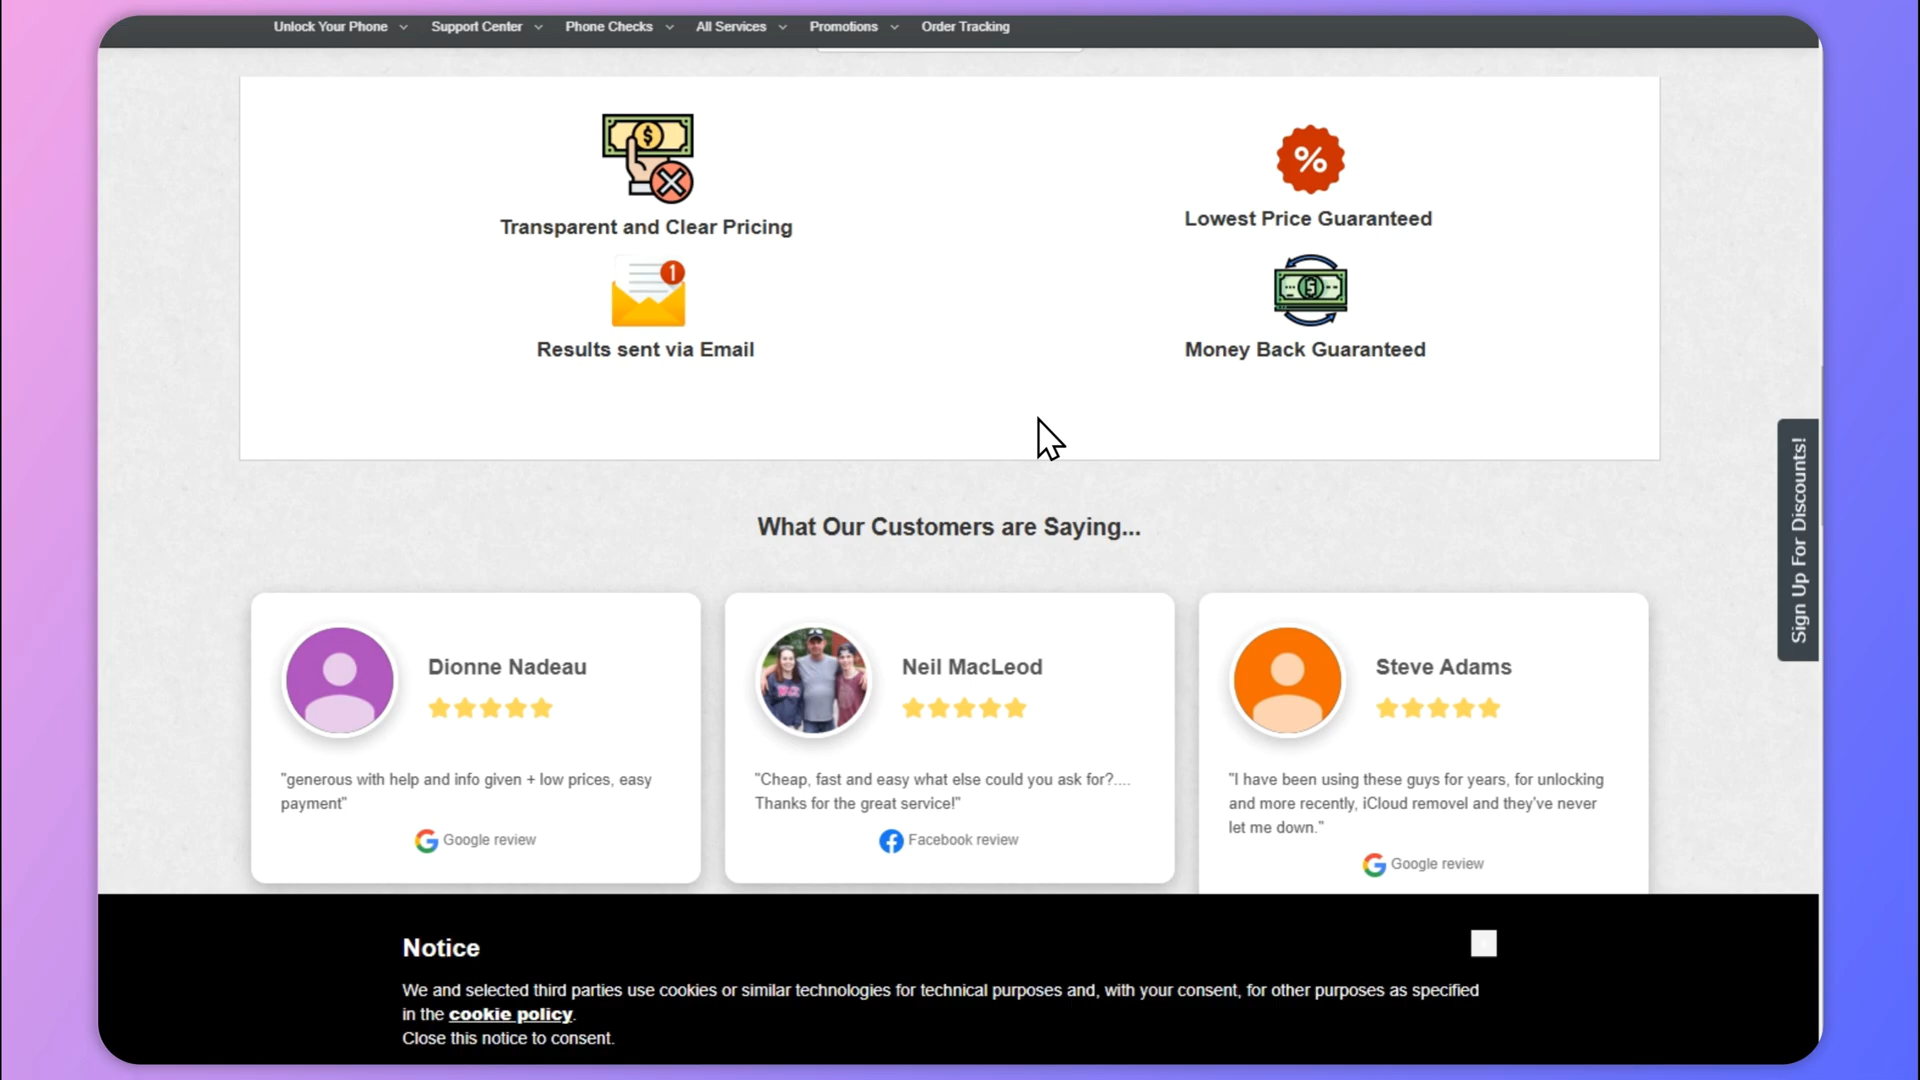 Unlock Your Phone
Support Center
Phone Checks
All Services
Promotions
Order Tracking
$
%
Transparent and Clear Pricing
Lowest Price Guaranteed
1
$
Results sent via Email
Money Back Guaranteed
Sign Up For Discounts!
What Our Customers are Saying...
Dionne Nadeau
"generous with help and info given + low prices, easy
payment"
Google review
Neil MacLeod
"Cheap, fast and easy what else could you ask for?....
Thanks for the great service!"
Facebook review
Steve Adams
"I have been using these guys for years, for unlocking
and more recently, iCloud removel and they've never
let me down."
Google review
Notice
We and selected third parties use cookies or similar technologies for technical purposes and, with your consent, for other purposes as specified
in the cookie policy.
Close this notice to consent.